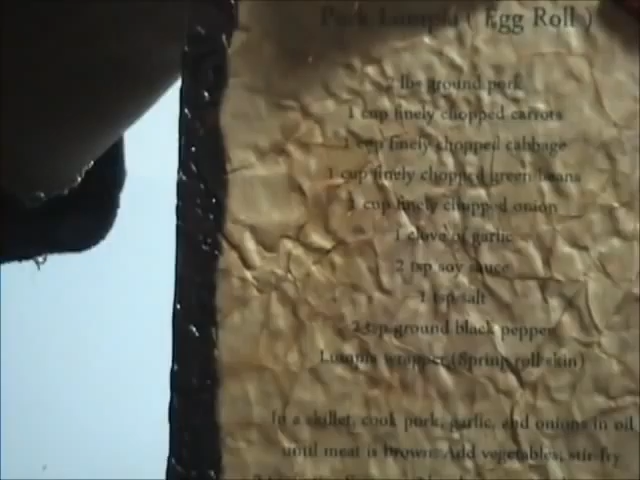 Pork Lumpia ( Egg Roll )
lbs ground pork
1 cup finely chopped carrots
1 cup finely chopped cabbage
1 cup finely chopped green beans
1 cup finely chopped onion
1 clove of garlic
2 tsp soy sauce
1 tsp salt
2 tsp ground black pepper
Lumpia wrapper (Spring roll skin)
In a skillet, cook pork, garlic, and onions in oil
until meat is brown. Add vegetables, stir-fry